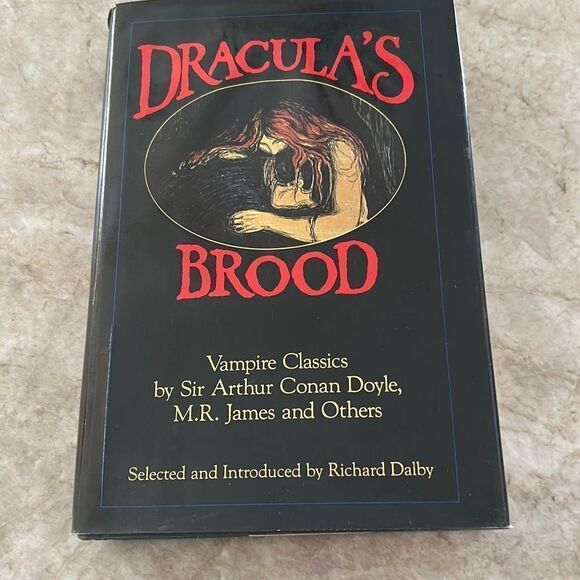 DRACULA'S
BROOD
Vampire Classics
by Sir Arthur Conan Doyle,
M.R. James and Others
Selected and Introduced by Richard Dalby